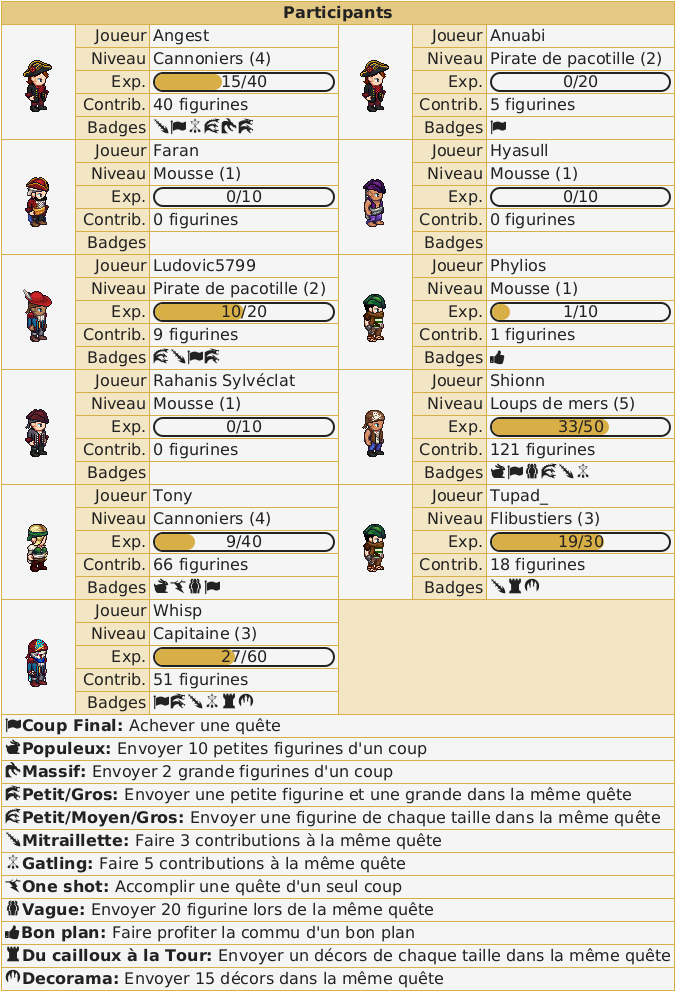 Participants
Joueur Angest
Niveau Cannoniers (4)
Exp. 15/40
Contrib. 40 figurines
Badges
Joueur Anuabi
Niveau Pirate de pacotille (2)
Exp. 0/20
Contrib. 5 figurines
Badges
Joueur Faran
Niveau Mousse (1)
Exp. 0/10
Contrib. 0 figurines
Badges
Joueur Hyasull
Niveau Mousse (1)
Exp. 0/10
Contrib. 0 figurines
Badges
Joueur Ludovic5799
Niveau Pirate de pacotille (2)
Exp. 10/20
Contrib. 9 figurines
Badges
Joueur Phylios
Niveau Mousse (1)
Exp. 1/10
Contrib. 1 figurines
Badges
Joueur Rahanis Sylvéclat
Niveau Mousse (1)
Exp. 0/10
Contrib. 0 figurines
Badges
Joueur Shionn
Niveau Loups de mers (5)
Exp. 33/50
Contrib. 121 figurines
Badges
Joueur Tony
Niveau Cannoniers (4)
Exp. 9/40
Contrib. 66 figurines
Badges
Joueur Tupad_
Niveau Flibustiers (3)
Exp. 19/30
Contrib. 18 figurines
Badges
Joueur Whisp
Niveau Capitaine (3)
Exp. 27/60
Contrib. 51 figurines
Badges
Coup Final: Achever une quête
Populeux: Envoyer 10 petites figurines d'un coup
Massif: Envoyer 2 grande figurines d'un coup
Petit/Gros: Envoyer une petite figurine et une grande dans la même quête
Petit/Moyen/Gros: Envoyer une figurine de chaque taille dans la même quête
Mitraillette: Faire 3 contributions à la même quête
Gatling: Faire 5 contributions à la même quête
One shot: Accomplir une quête d'un seul coup
Vague: Envoyer 20 figurine lors de la même quête
Bon plan: Faire profiter la commu d'un bon plan
Du cailloux à la Tour: Envoyer un décors de chaque taille dans la même quête
Decorama: Envoyer 15 décors dans la même quête